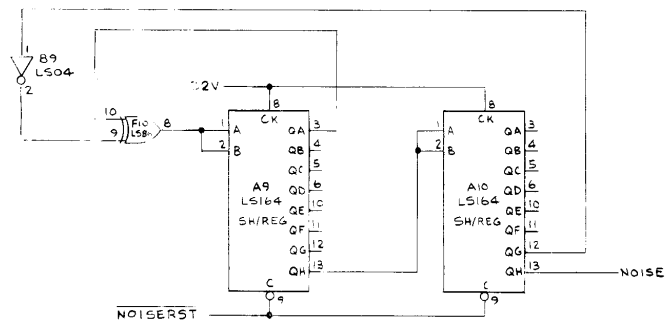 1
B9
LS04
2
32V
10
9
F10
LS86
8
1
2
8
CK
A
B
QA 3
QB 4
QC 5
QD 6
QE 10
QF 11
QG 12
QH 13
A9
LS164
SH/REG
C
9
1
2
8
CK
A
B
QA 3
QB 4
QC 5
QD 6
QE 10
QF 11
QG 12
QH 13
A10
LS164
SH/REG
C
9
NOISE
NOISERST